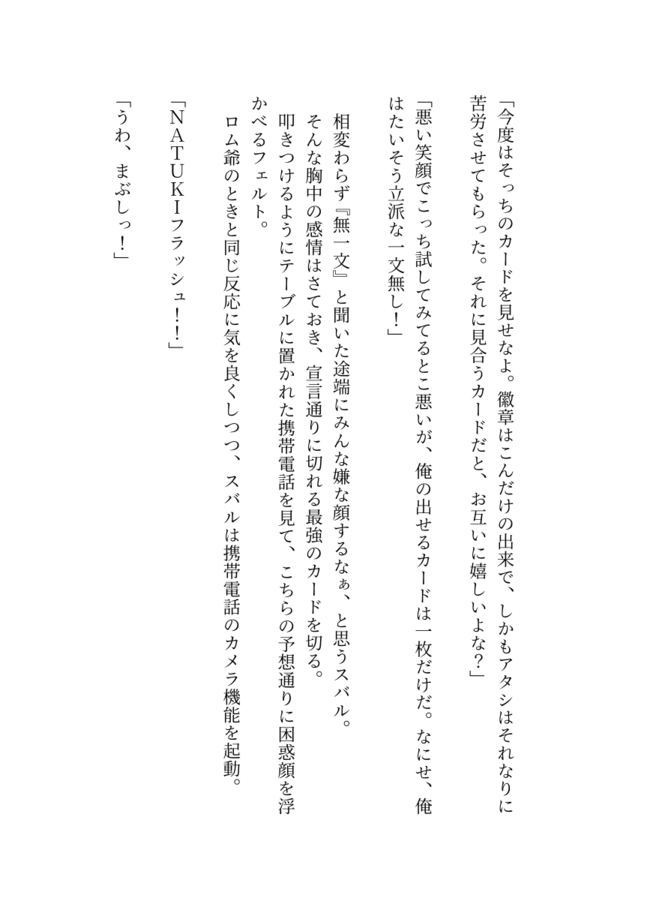 「今度はそっちのカードを見せなよ。徽章はこんだけの出来で、しかもアタシはそれなりに
苦労させてもらった。それに見合うカードだと、お互いに嬉しいよな？」
「悪い笑顔でこっち試してみてるとこ悪いが、俺の出せるカードは一枚だけだ。なにせ、俺
はたいそう立派な一文無し！」
相変わらず『無一文』と聞いた途端にみんな嫌な顔するなぁ、と思うスバル。
そんな胸中の感情はさておき、宣言通りに切れる最強のカードを切る。
叩きつけるようにテーブルに置かれた携帯電話を見て、こちらの予想通りに困惑顔を浮
かべるフェルト。
ロム爺のときと同じ反応に気を良くしつつ、スバルは携帯電話のカメラ機能を起動。
「ＮＡＴＵＫＩフラッシュ！！」
「うわ、まぶしっ！」